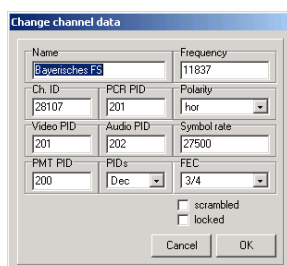 Change channel data
Name
Frequency
Bayerisches FS
11837
Ch. ID
PCR PID
Polarity
28107
201
hor
Video PID
Audio PID
Symbol rate
201
202
27500
PMT PID
PIDs
FEC
200
Dec
3/4
scrambled
locked
Cancel
OK